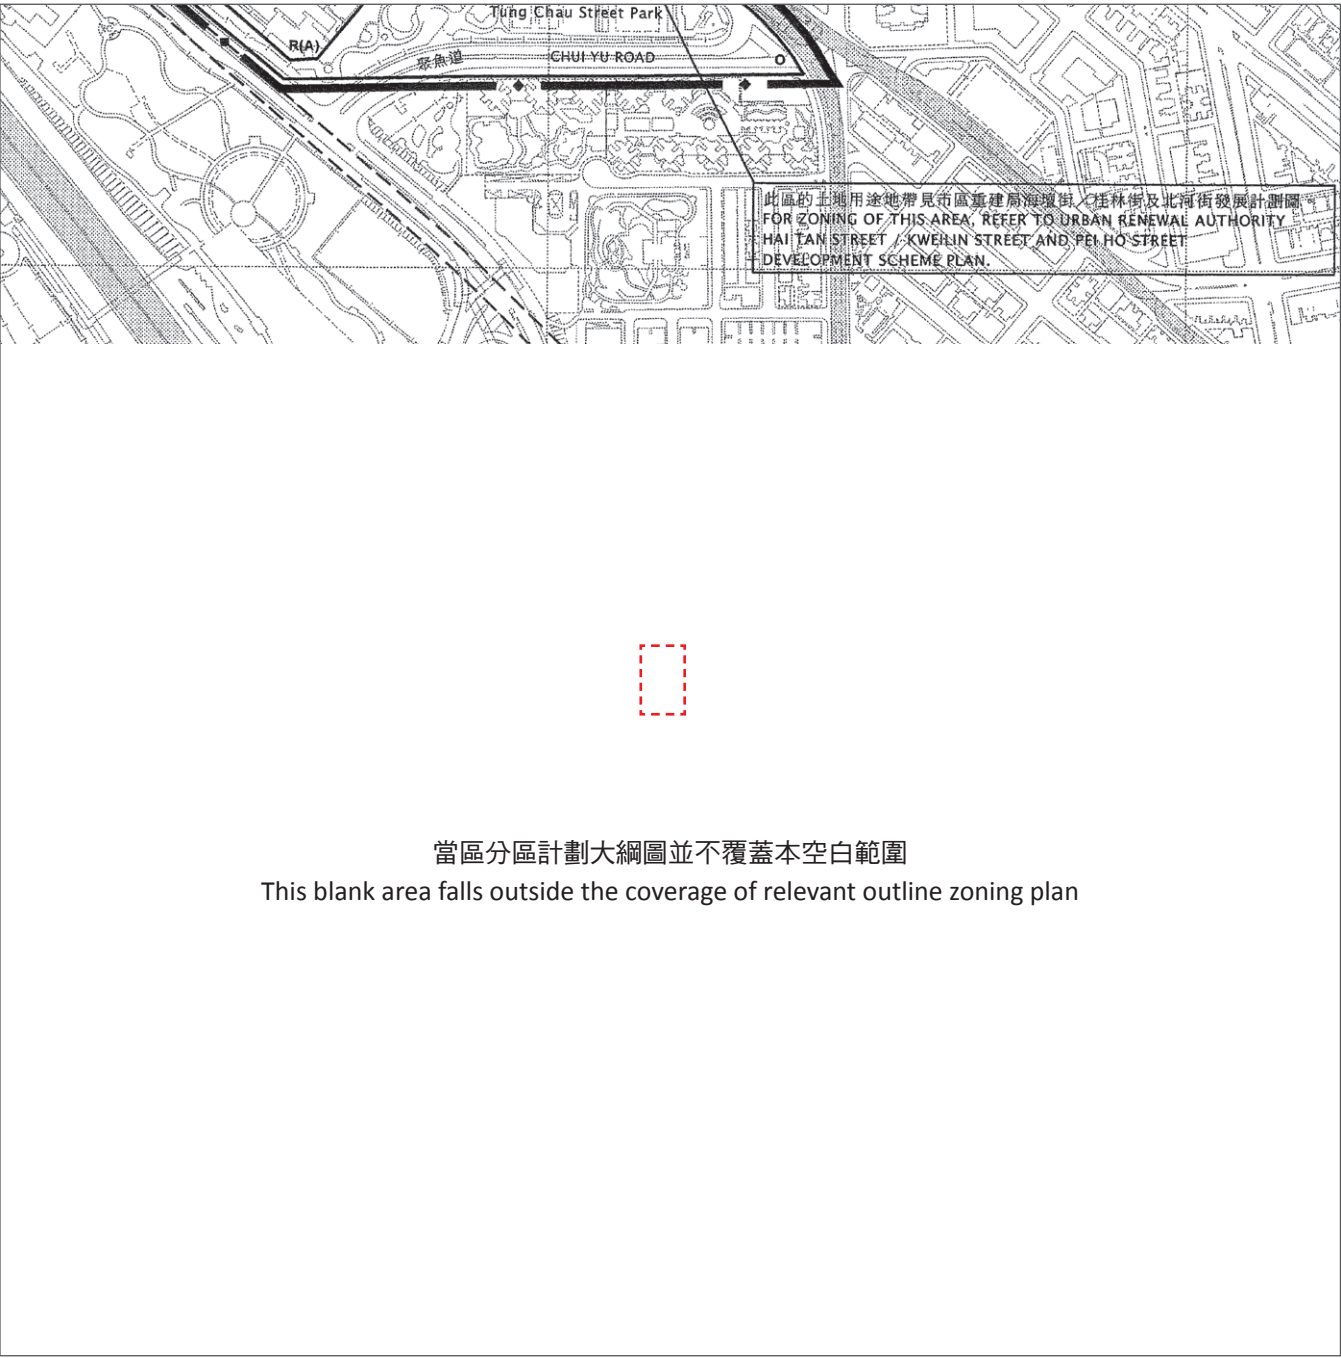 Tung Chau Street Park
R(A)
聚魚道
CHUI YU ROAD
O
此區的土地用途地帶見市區重建局海壇街／桂林街及北河街發展計劃圖
FOR ZONING OF THIS AREA, REFER TO URBAN RENEWAL AUTHORITY
HAI TAN STREET / KWEILIN STREET AND PEI HO STREET
DEVELOPMENT SCHEME PLAN.
當區分區計劃大綱圖並不覆蓋本空白範圍
This blank area falls outside the coverage of relevant outline zoning plan